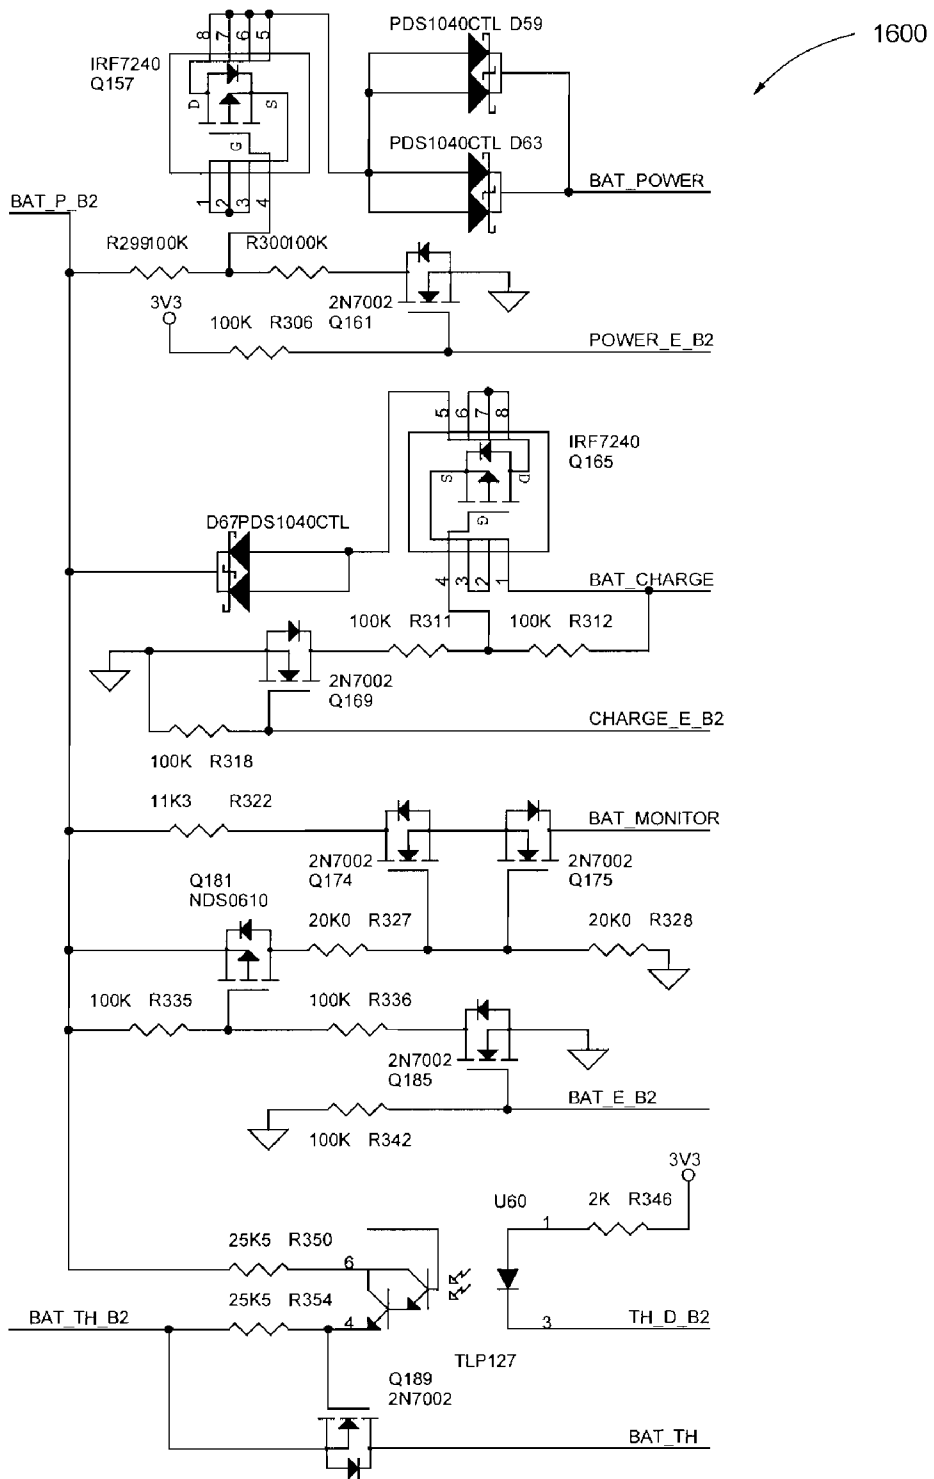 PDS1040CTL D59
1600
8 7 6 5
IRF7240
Q157
D S
G
PDS1040CTL D63
BAT_POWER
1 2 3 4
BAT_P_B2
R299100K R300100K
3V3
2N7002
Q161
100K R306
POWER_E_B2
5 6 7 8
IRF7240
Q165
S D
G
D67PDS1040CTL
4 3 2 1
BAT_CHARGE
100K R311 100K R312
2N7002
Q169
CHARGE_E_B2
100K R318
11K3 R322
BAT_MONITOR
2N7002
Q174
2N7002
Q175
Q181
NDS0610
20K0 R327
20K0 R328
100K R335
100K R336
2N7002
Q185
BAT_E_B2
100K R342
3V3
U60
1
2K R346
25K5 R350
6
25K5 R354
BAT_TH_B2
4
3
TH_D_B2
TLP127
Q189
2N7002
BAT_TH